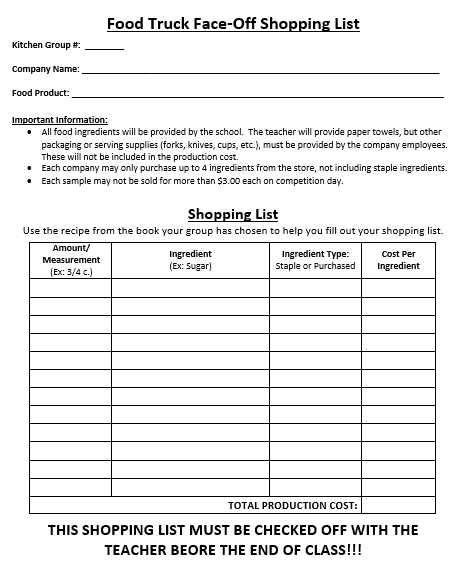 Food Truck Face-Off Shopping List
Kitchen Group #: ________
Company Name: ________
Food Product: ________
Important Information:
• All food ingredients will be provided by the school. The teacher will provide paper towels, but other
packaging or serving supplies (forks, knives, cups, etc.), must be provided by the company employees.
These will not be included in the production cost.
• Each company may only purchase up to 4 ingredients from the store, not including staple ingredients.
• Each sample may not be sold for more than $3.00 each on competition day.
Shopping List
Use the recipe from the book your group has chosen to help you fill out your shopping list.
Amount/
Measurement
(Ex: 3/4 c.)
Ingredient
(Ex: Sugar)
Ingredient Type:
Staple or Purchased
Cost Per
Ingredient
TOTAL PRODUCTION COST:
THIS SHOPPING LIST MUST BE CHECKED OFF WITH THE
TEACHER BEORE THE END OF CLASS!!!